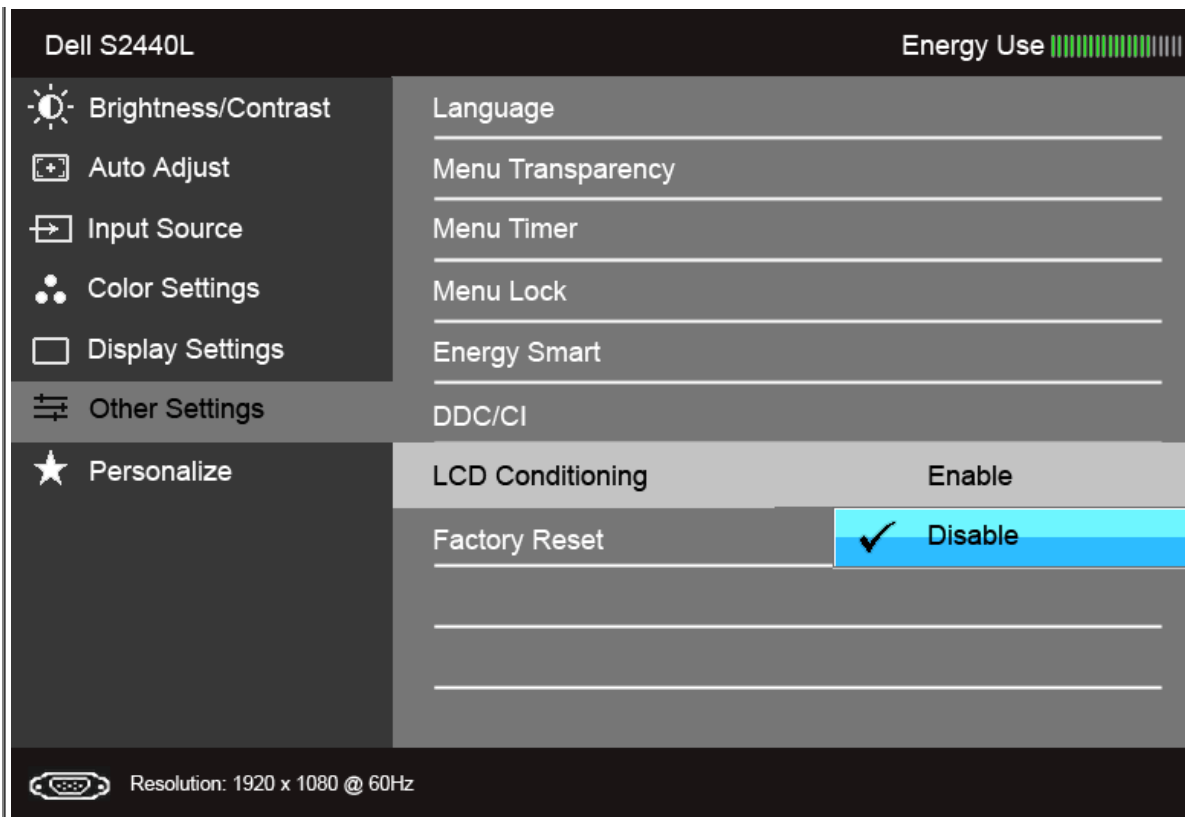 Dell S2440L Energy Use
Brightness/Contrast Language
Auto Adjust Menu Transparency
Input Source Menu Timer
Color Settings Menu Lock
Display Settings Energy Smart
Other Settings DDC/CI
Personalize LCD Conditioning Enable
Factory Reset Disable
Resolution: 1920 x 1080 @ 60Hz